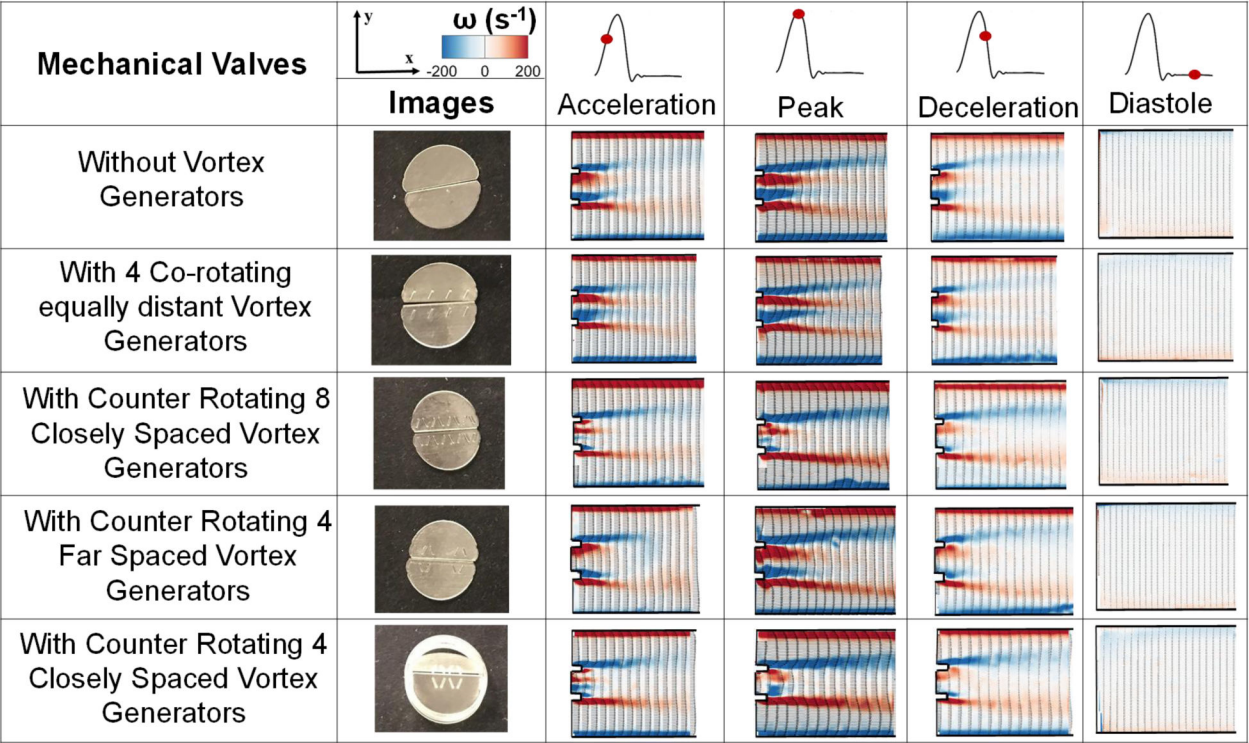 Mechanical Valves
y
x
ω (s⁻¹)
-200 0 200
Images
Acceleration
Peak
Deceleration
Diastole
Without Vortex
Generators
With 4 Co-rotating
equally distant Vortex
Generators
With Counter Rotating 8
Closely Spaced Vortex
Generators
With Counter Rotating 4
Far Spaced Vortex
Generators
With Counter Rotating 4
Closely Spaced Vortex
Generators